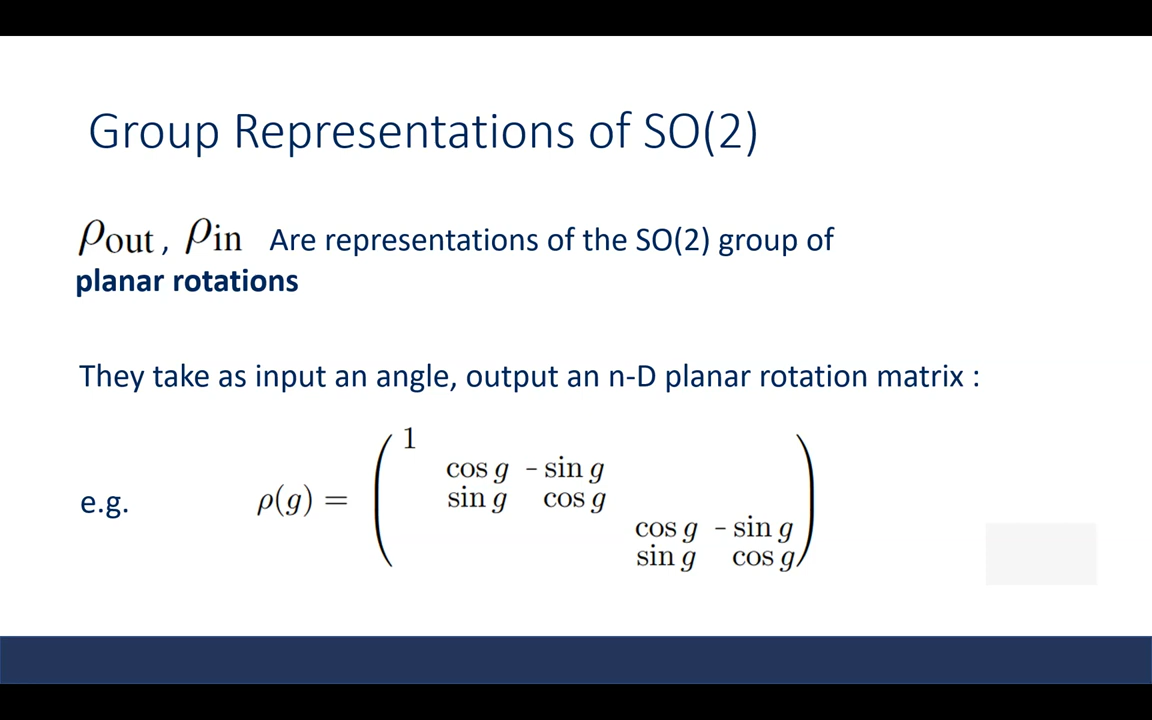 Group Representations of SO(2)
ρout , ρin Are representations of the SO(2) group of
planar rotations
They take as input an angle, output an n-D planar rotation matrix :
1
cos g - sin g
e.g. ρ(g) =
sin g cos g
cos g - sin g
sin g cos g